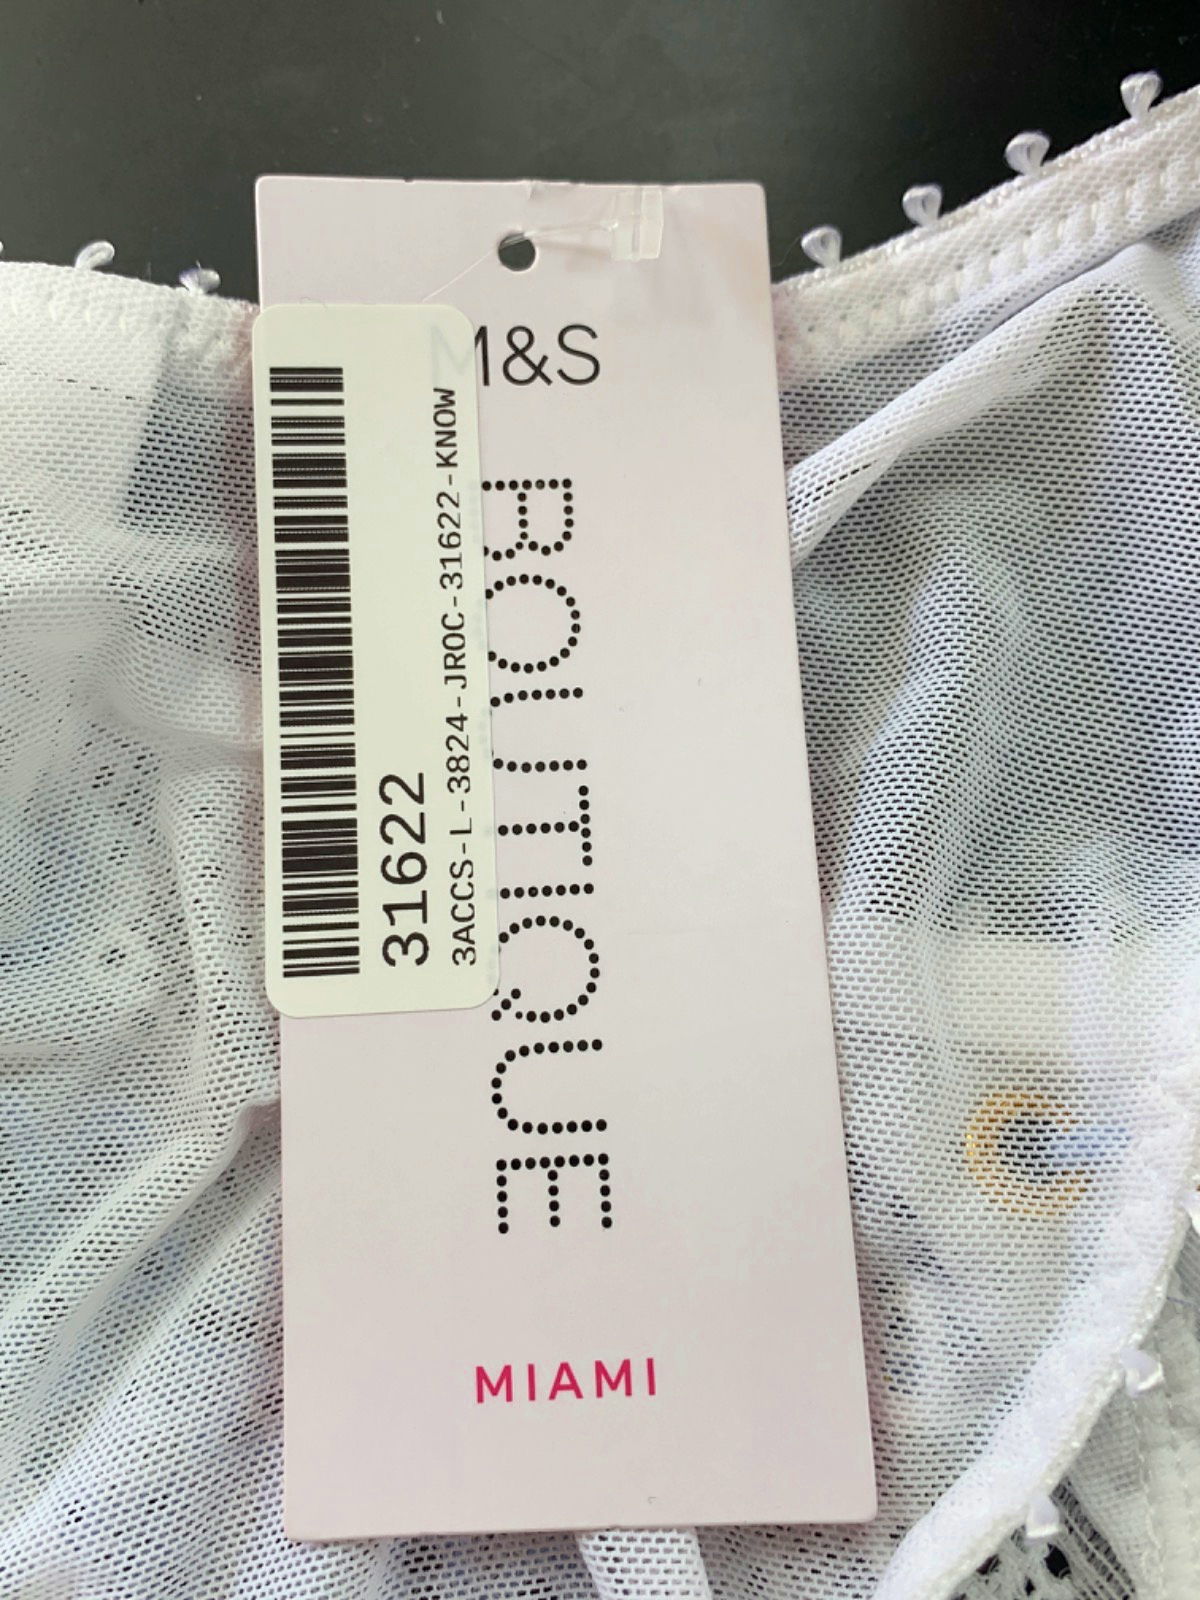 M&S
BOUTIQUE
MIAMI
31622
3ACCS-L-3824-JROC-31622-KNOW